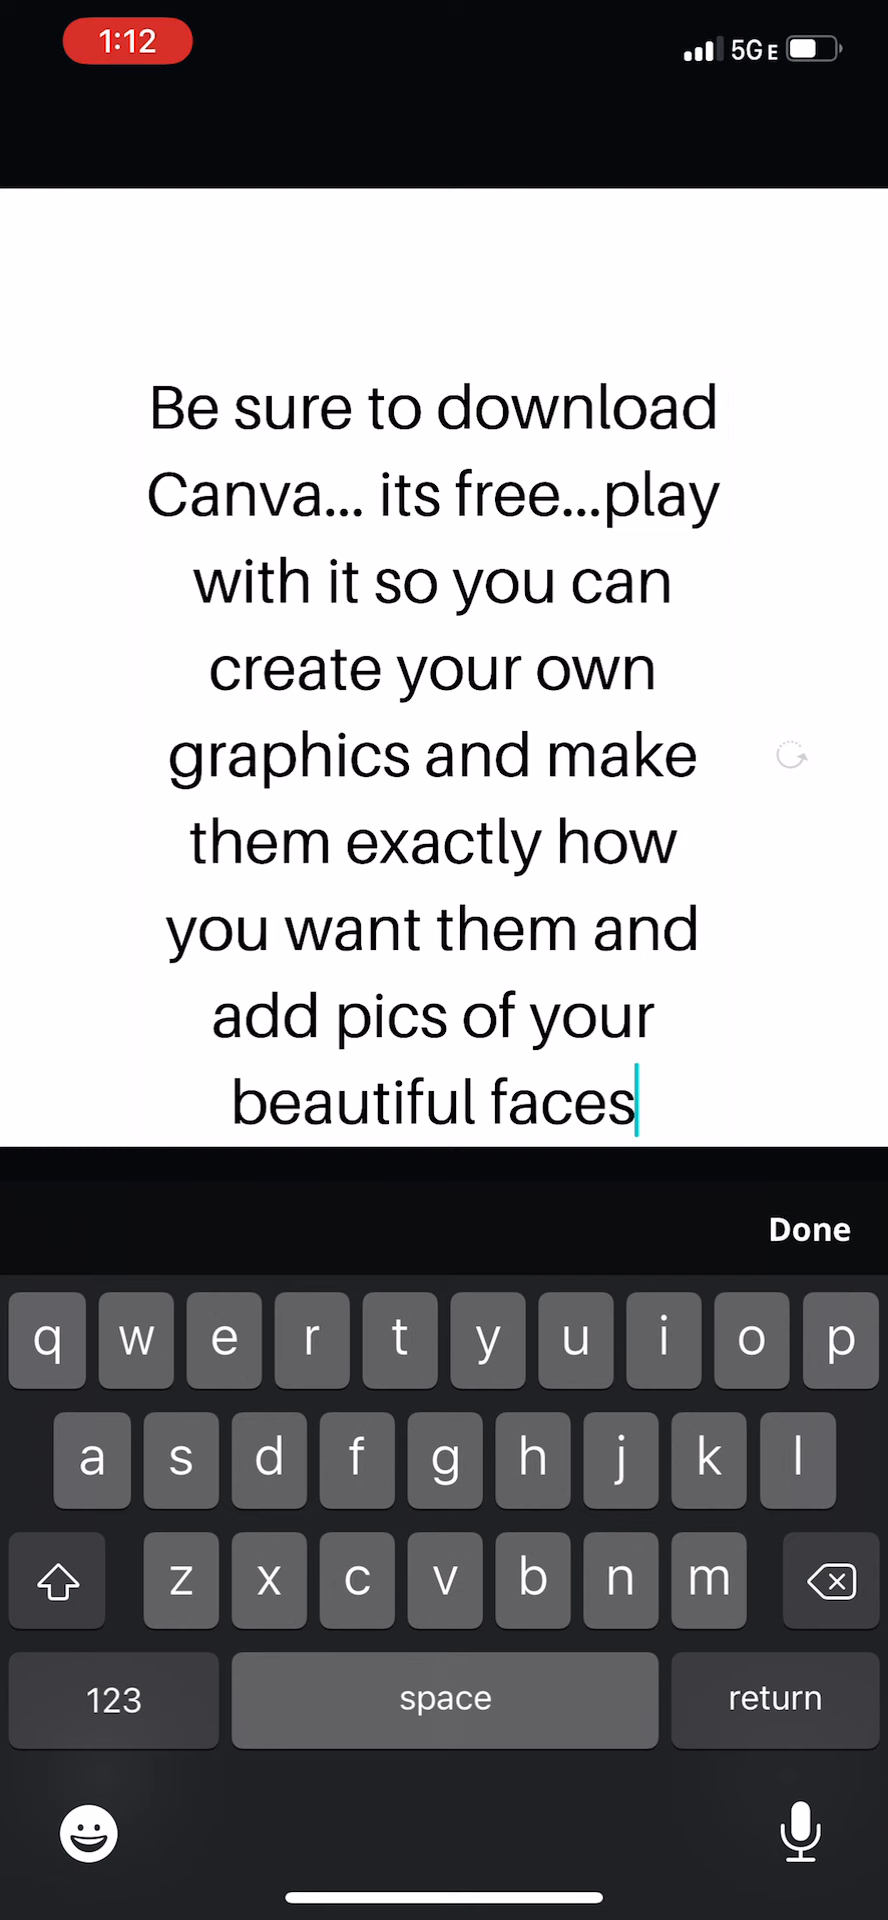 1:12
5GE
Be sure to download
Canva... its free...play
with it so you can
create your own
graphics and make
them exactly how
you want them and
add pics of your
beautiful faces
Done
q w e r t y u i o p
a s d f g h j k l
z x c v b n m
123 space return